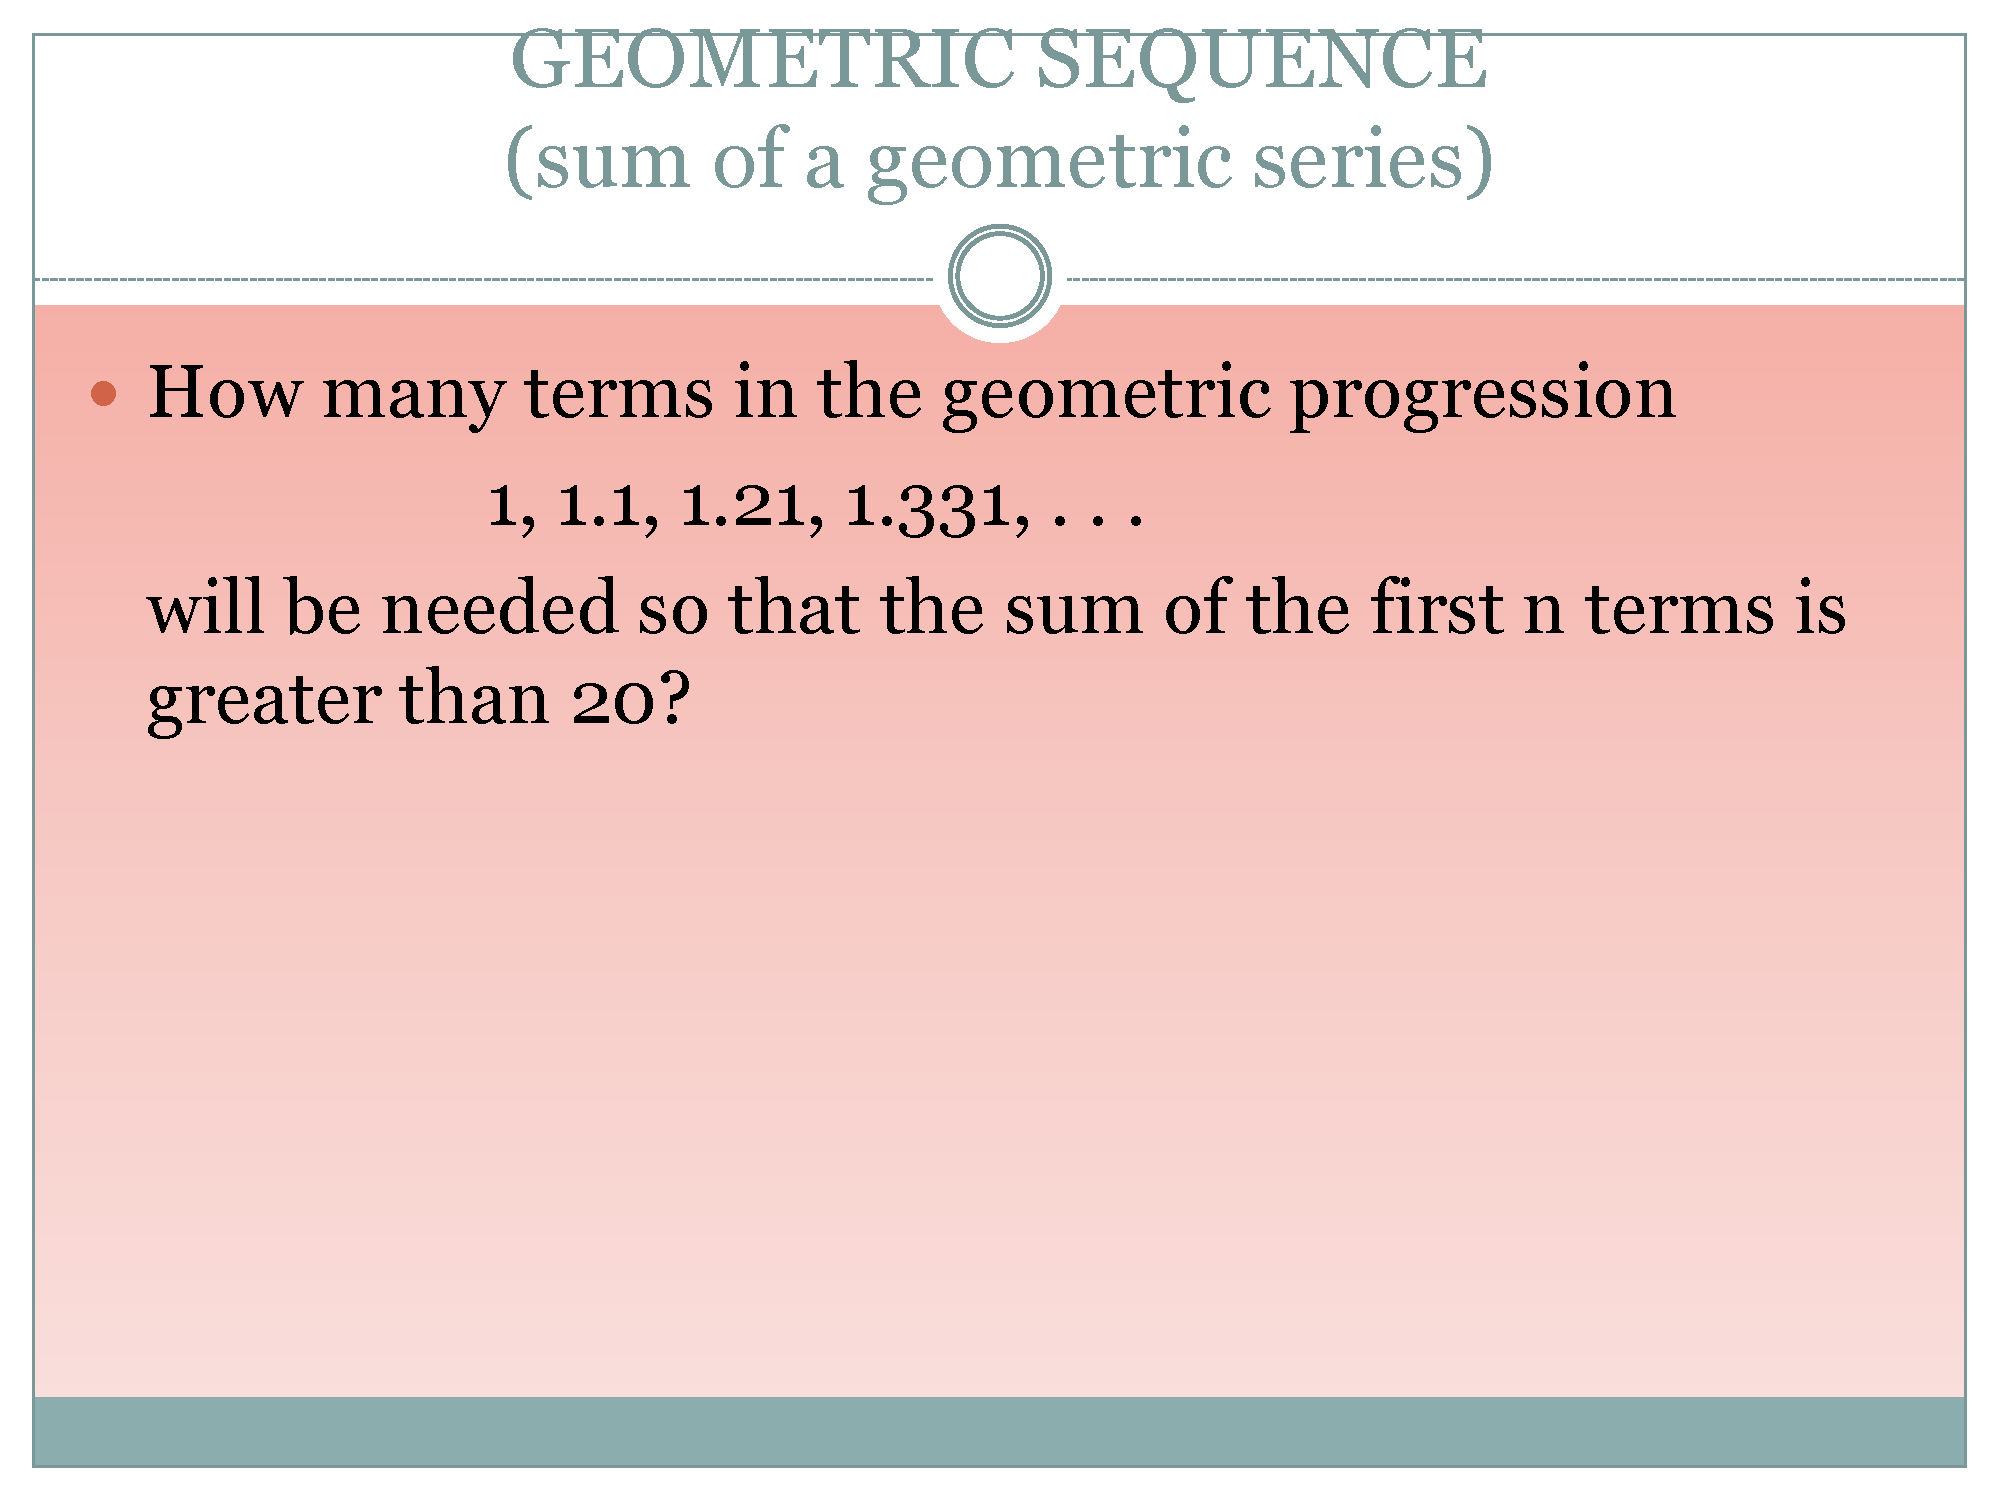 GEOMETRIC SEQUENCE
(sum of a geometric series)
• How many terms in the geometric progression
1, 1.1, 1.21, 1.331, . . .
will be needed so that the sum of the first n terms is
greater than 20?